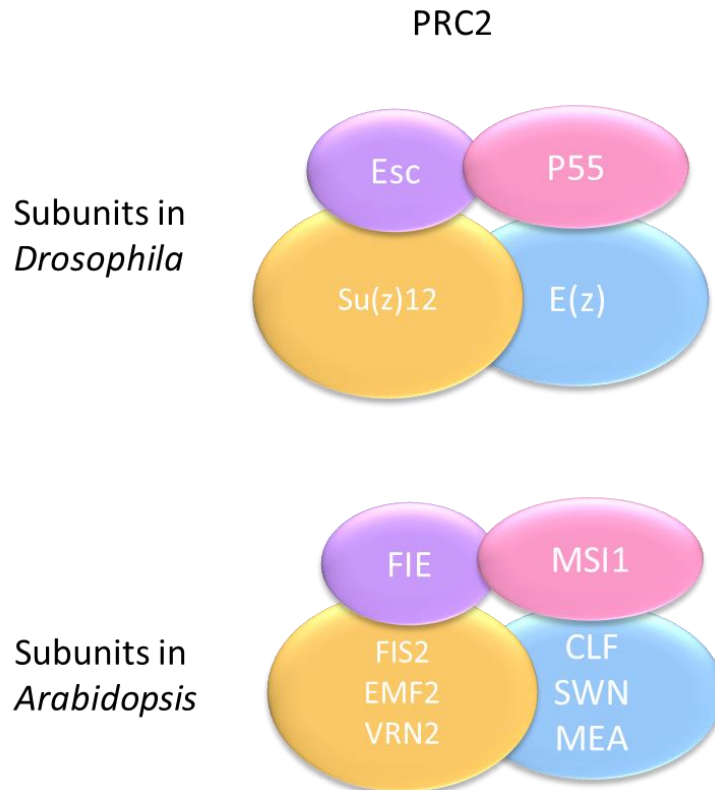 PRC2
Esc
P55
Subunits in
Drosophila
Su(z)12
E(z)
FIE
MSI1
Subunits in
Arabidopsis
FIS2
EMF2
VRN2
CLF
SWN
MEA